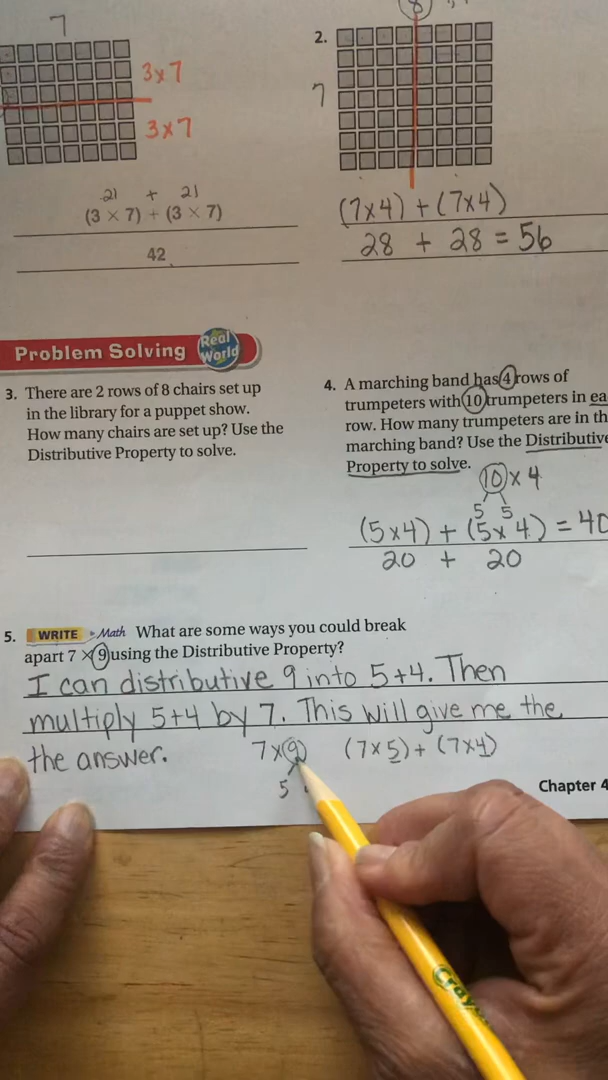 7
3x7
3x7
21 + 21
(3 × 7) + (3 × 7)
42
2.
8
7
(7x4) + (7x4)
28 + 28 = 56
Problem Solving Real World
3. There are 2 rows of 8 chairs set up
in the library for a puppet show.
How many chairs are set up? Use the
Distributive Property to solve.
4. A marching band has 4 rows of
trumpeters with 10 trumpeters in ea
row. How many trumpeters are in th
marching band? Use the Distributive
Property to solve.
10 x 4
5 5
(5x4) + (5x4) = 40
20 + 20
5. WRITE Math What are some ways you could break
apart 7 × 9 using the Distributive Property?
I can distributive 9 into 5+4. Then
multiply 5+4 by 7. This will give me the
the answer.
7x9 (7x5) + (7x4)
5
Chapter 4
Cray